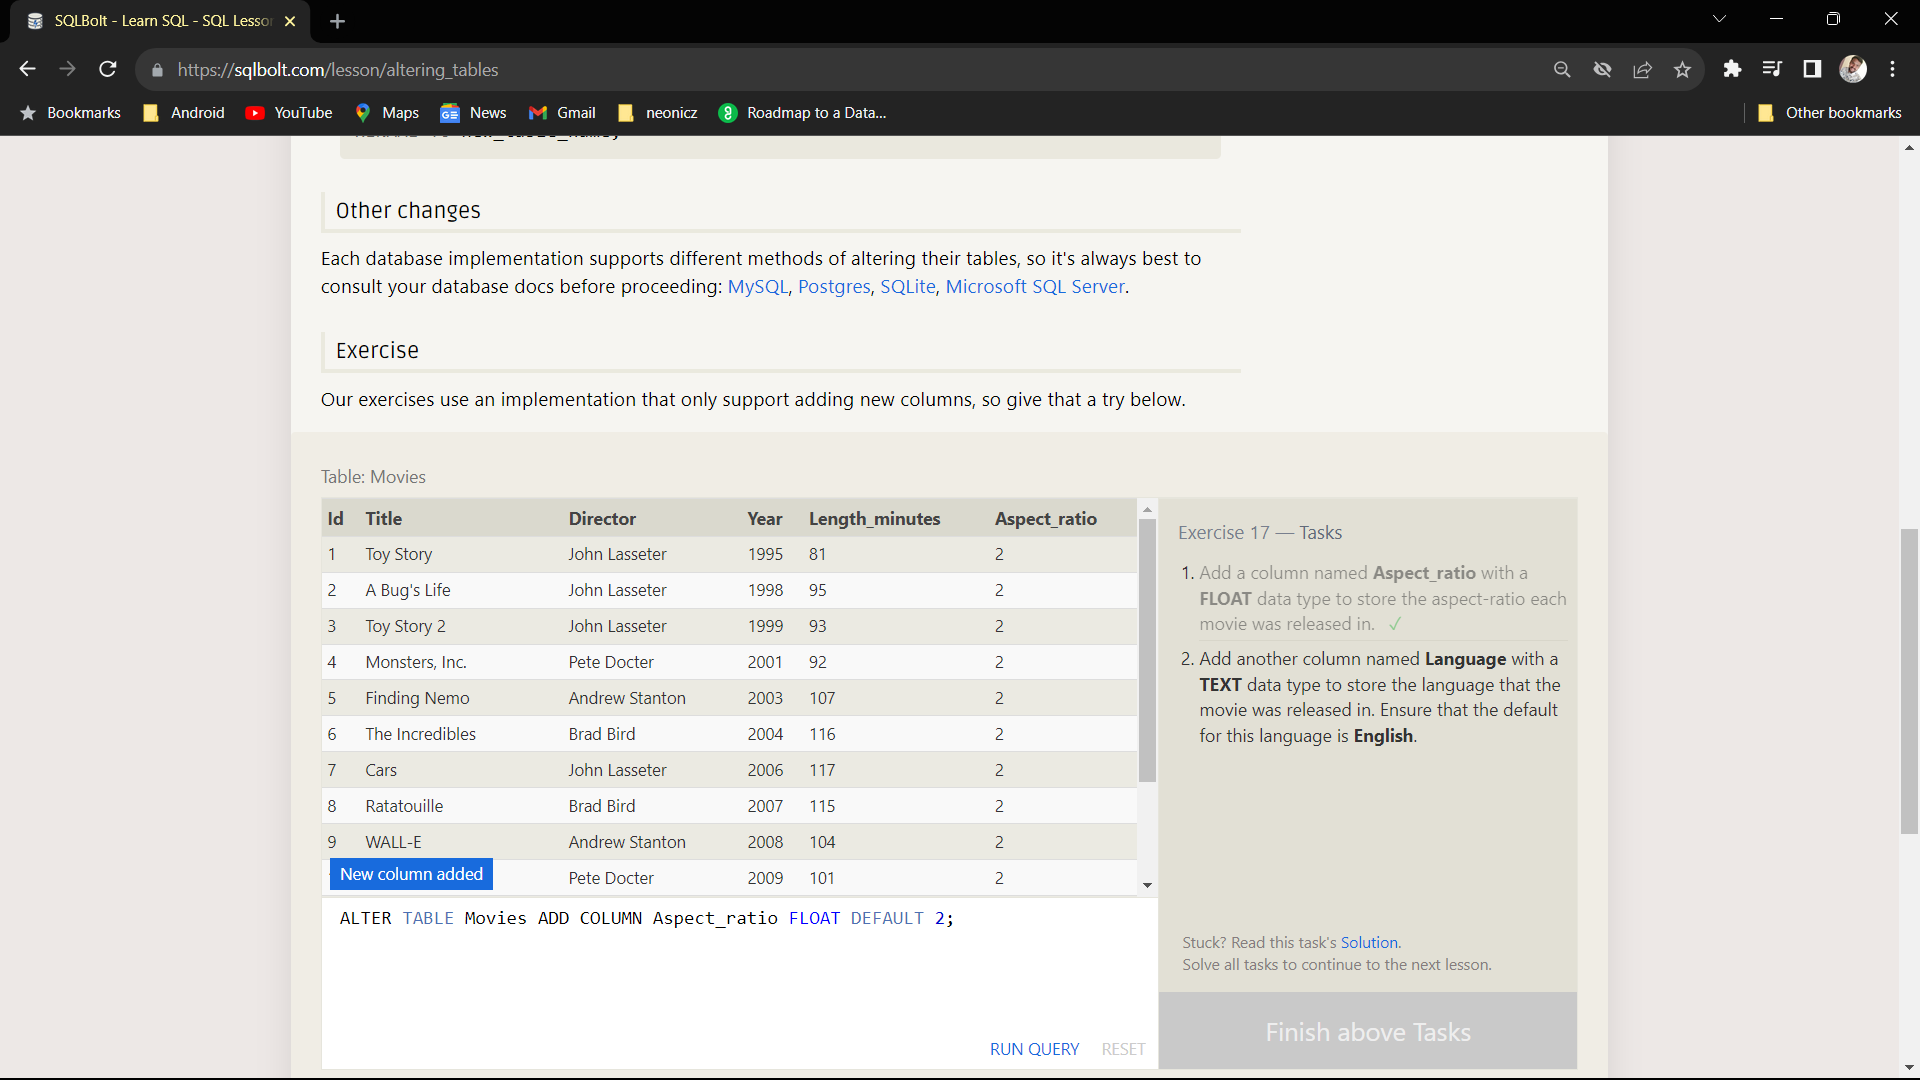 SQLBolt - Learn SQL - SQL Lesso
https://sqlbolt.com/lesson/altering_tables
Bookmarks Android YouTube Maps News Gmail neonicz Roadmap to a Data... Other bookmarks
Other changes
Each database implementation supports different methods of altering their tables, so it's always best to
consult your database docs before proceeding: MySQL, Postgres, SQLite, Microsoft SQL Server.
Exercise
Our exercises use an implementation that only support adding new columns, so give that a try below.
Table: Movies
Id Title Director Year Length_minutes Aspect_ratio
1 Toy Story John Lasseter 1995 81 2
2 A Bug's Life John Lasseter 1998 95 2
3 Toy Story 2 John Lasseter 1999 93 2
4 Monsters, Inc. Pete Docter 2001 92 2
5 Finding Nemo Andrew Stanton 2003 107 2
6 The Incredibles Brad Bird 2004 116 2
7 Cars John Lasseter 2006 117 2
8 Ratatouille Brad Bird 2007 115 2
9 WALL-E Andrew Stanton 2008 104 2
Pete Docter 2009 101 2
New column added
ALTER TABLE Movies ADD COLUMN Aspect_ratio FLOAT DEFAULT 2;
RUN QUERY RESET
Exercise 17 — Tasks
1. Add a column named Aspect_ratio with a
FLOAT data type to store the aspect-ratio each
movie was released in. ✓
2. Add another column named Language with a
TEXT data type to store the language that the
movie was released in. Ensure that the default
for this language is English.
Stuck? Read this task's Solution.
Solve all tasks to continue to the next lesson.
Finish above Tasks